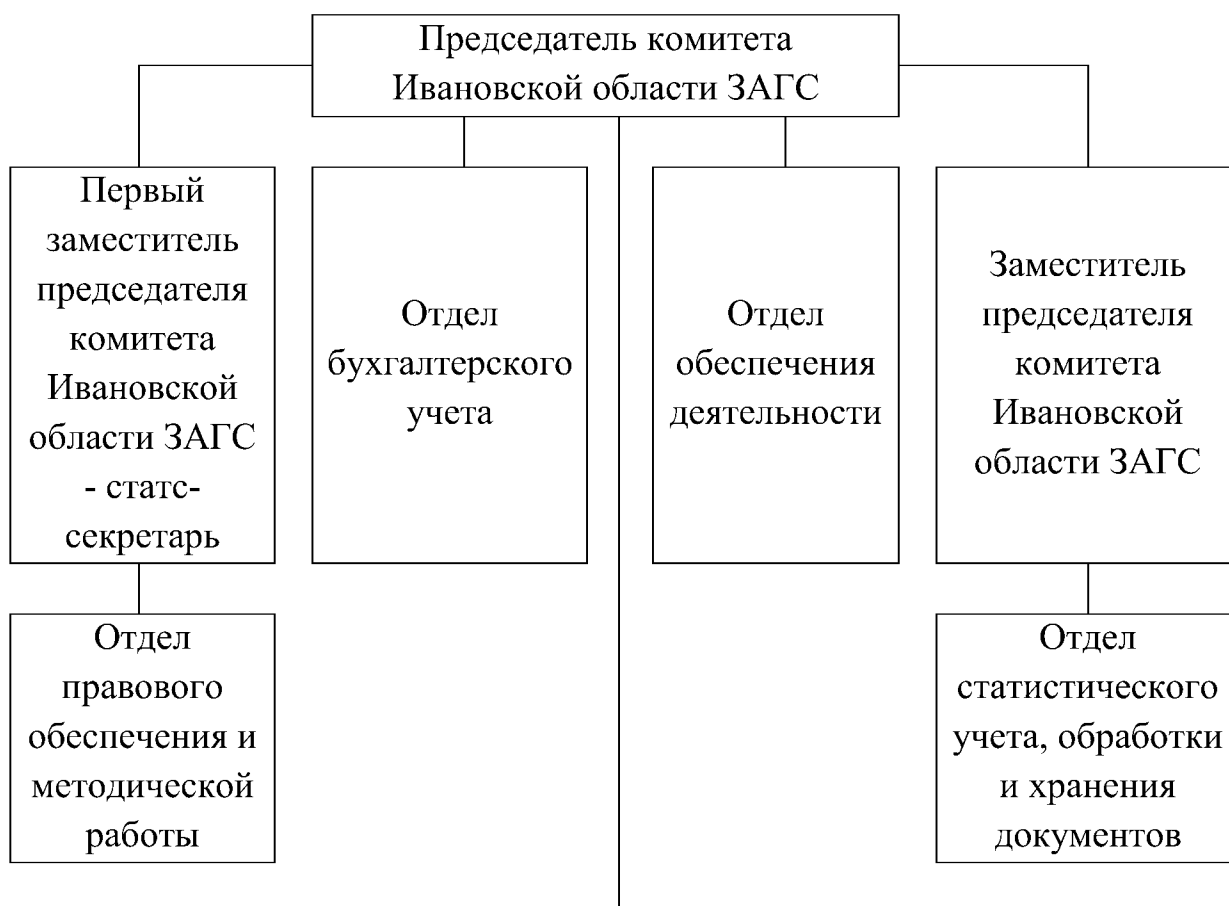 Председатель комитета
Ивановской области ЗАГС
Первый
заместитель
председателя
комитета
Ивановской
области ЗАГС
- статс-
секретарь
Отдел
бухгалтерского
учета
Отдел
обеспечения
деятельности
Заместитель
председателя
комитета
Ивановской
области ЗАГС
Отдел
правового
обеспечения и
методической
работы
Отдел
статистического
учета, обработки
и хранения
документов